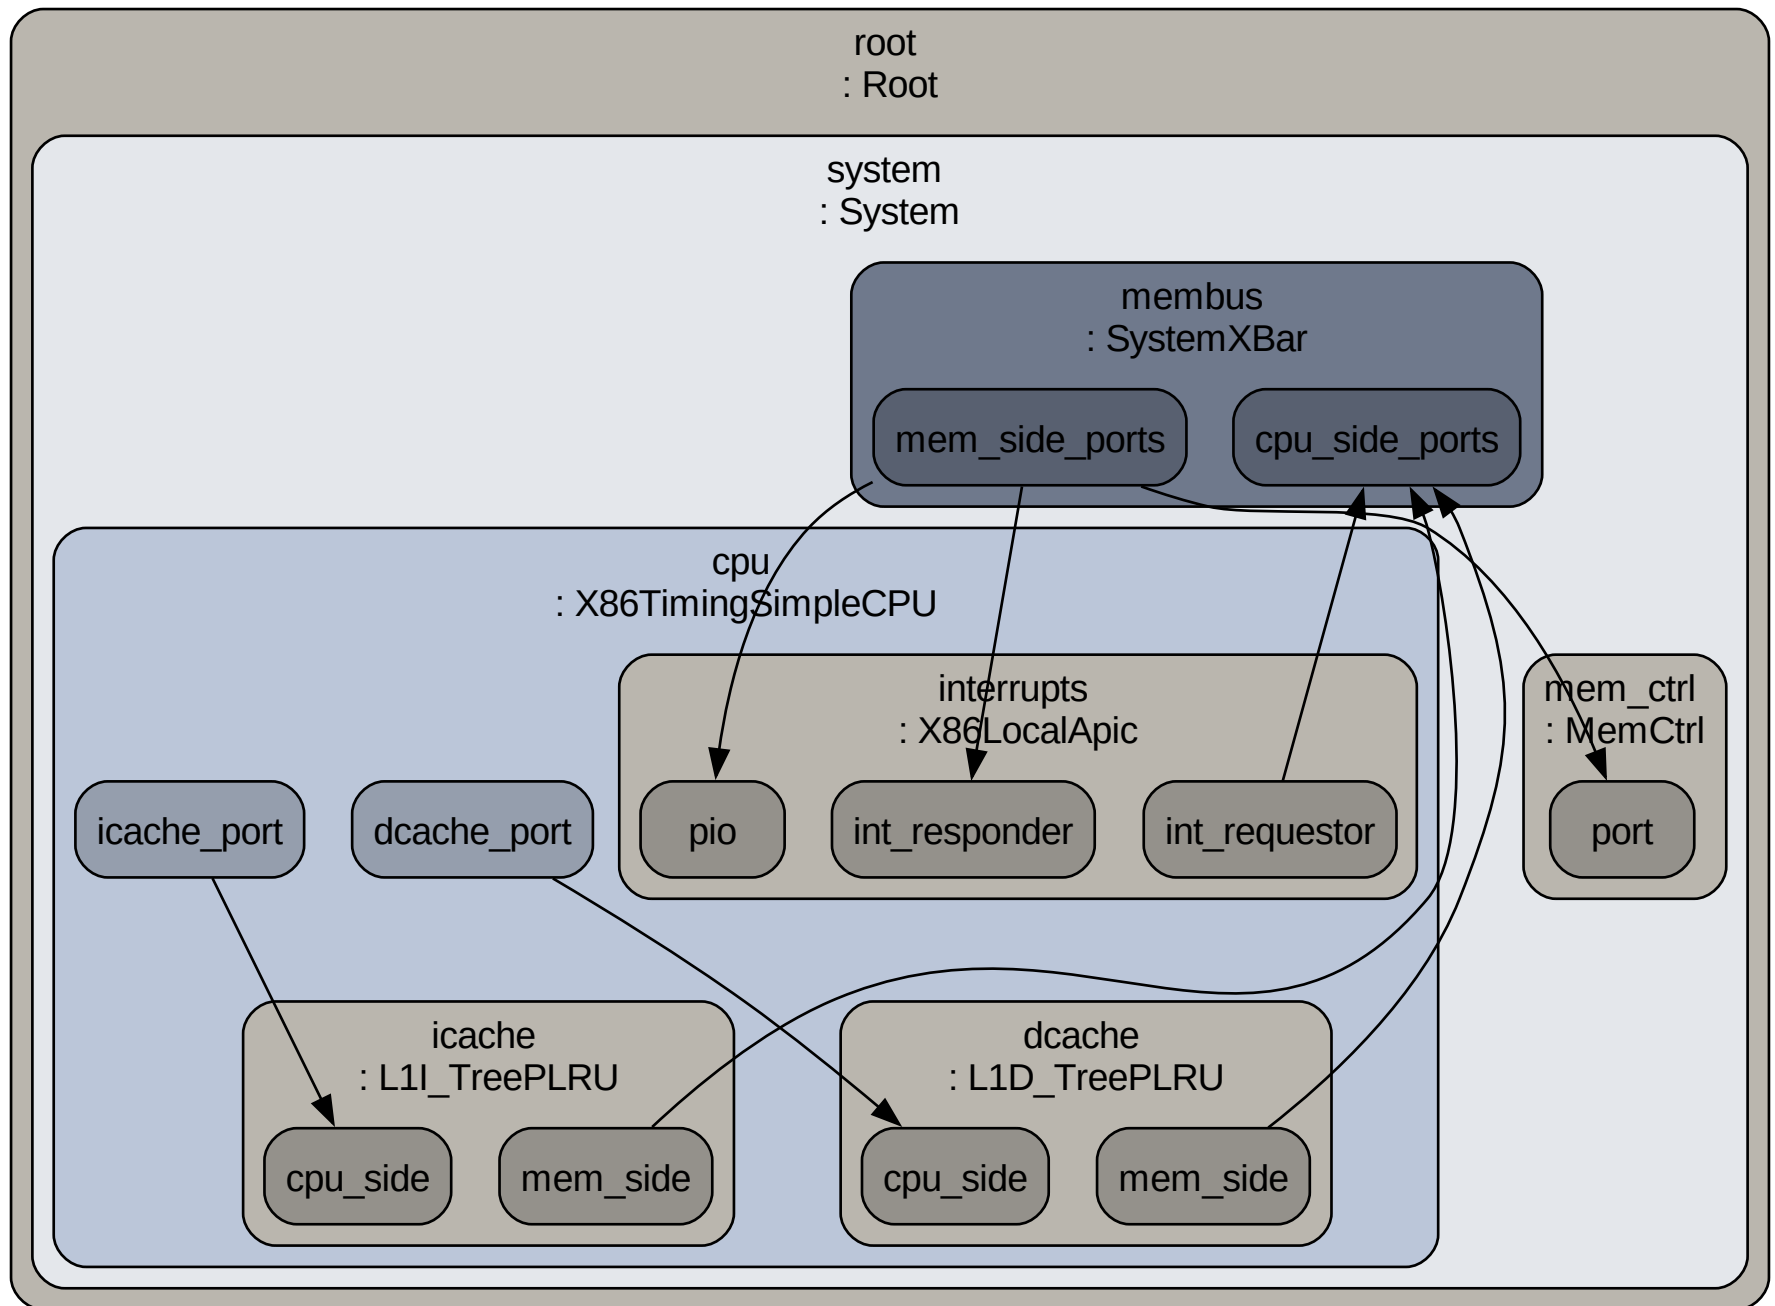 root
: Root
system
: System
membus
: SystemXBar
mem_side_ports
cpu_side_ports
cpu
: X86TimingSimpleCPU
interrupts
: X86LocalApic
mem_ctrl
: MemCtrl
icache_port
dcache_port
pio
int_responder
int_requestor
port
icache
: L1I_TreePLRU
dcache
: L1D_TreePLRU
cpu_side
mem_side
cpu_side
mem_side